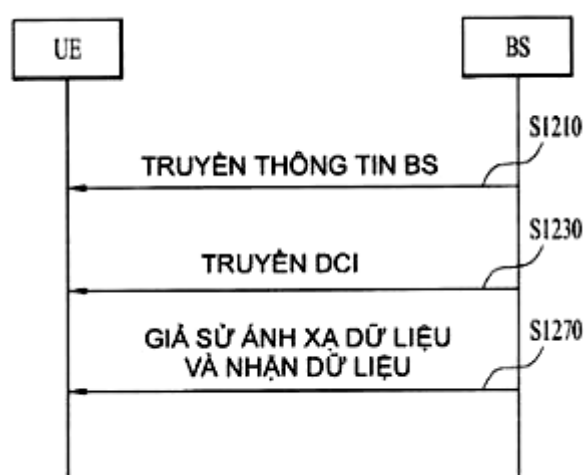 UE
BS
S1210
TRUYỀN THÔNG TIN BS
S1230
TRUYỀN DCI
S1270
GIẢ SỬ ÁNH XẠ DỮ LIỆU
VÀ NHẬN DỮ LIỆU